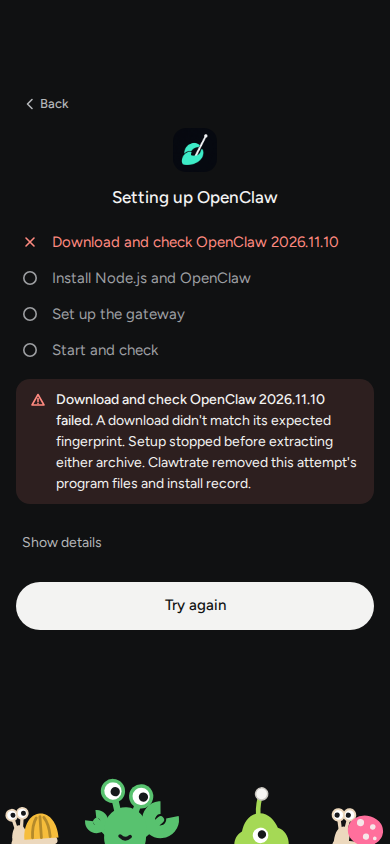 Back
Setting up OpenClaw
Download and check OpenClaw 2026.11.10
Install Node.js and OpenClaw
Set up the gateway
Start and check
Download and check OpenClaw 2026.11.10
failed. A download didn't match its expected
fingerprint. Setup stopped before extracting
either archive. Clawtrate removed this attempt's
program files and install record.
Show details
Try again